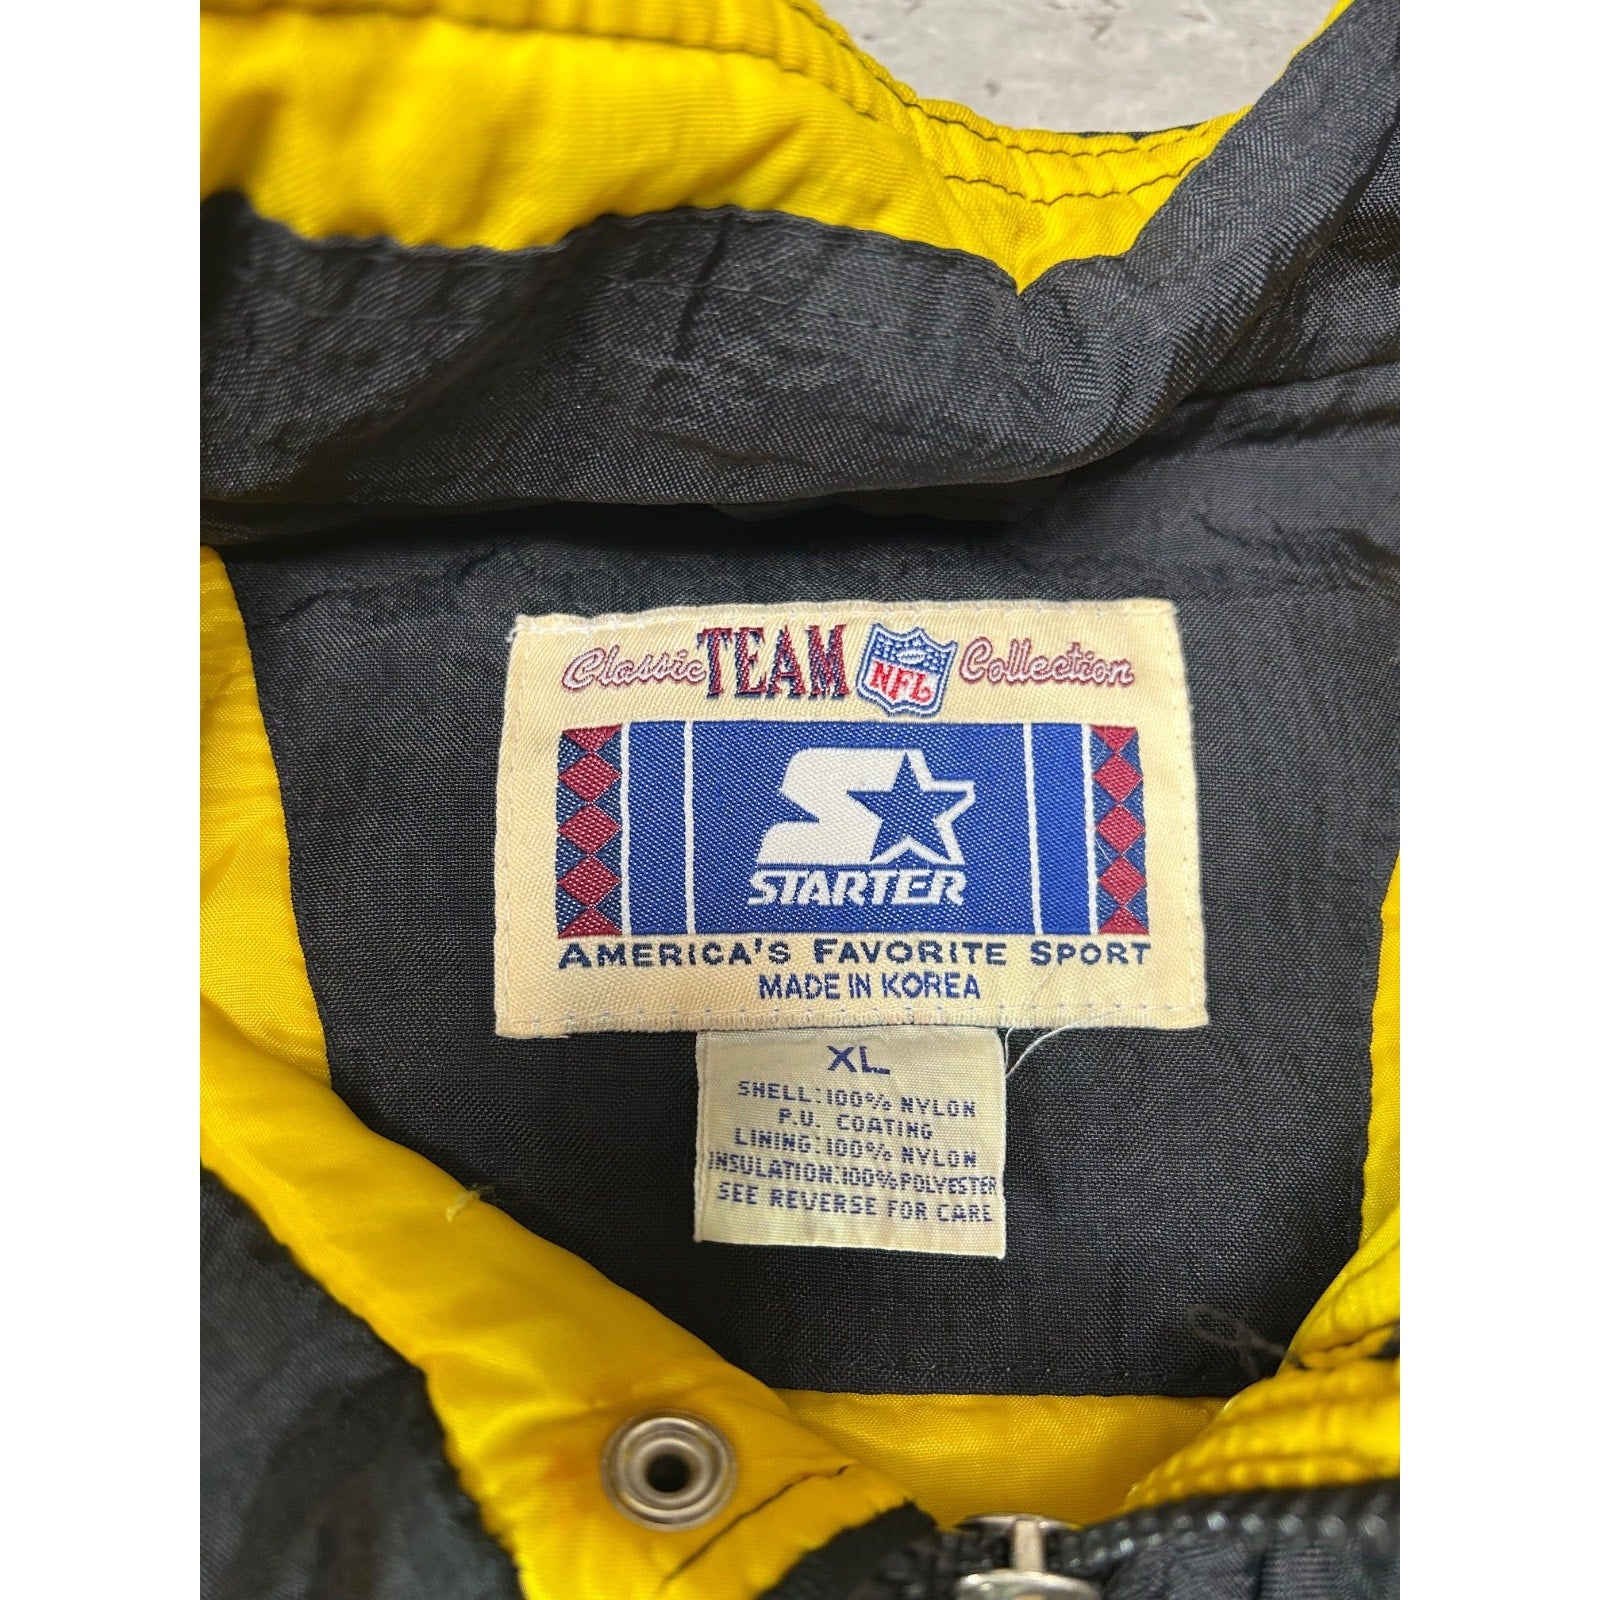 Classic TEAM NFL Collection
STARTER
AMERICA'S FAVORITE SPORT
MADE IN KOREA
XL
SHELL:100% NYLON
P.U. COATING
LINING:100% NYLON
INSULATION:100%POLYESTER
SEE REVERSE FOR CARE